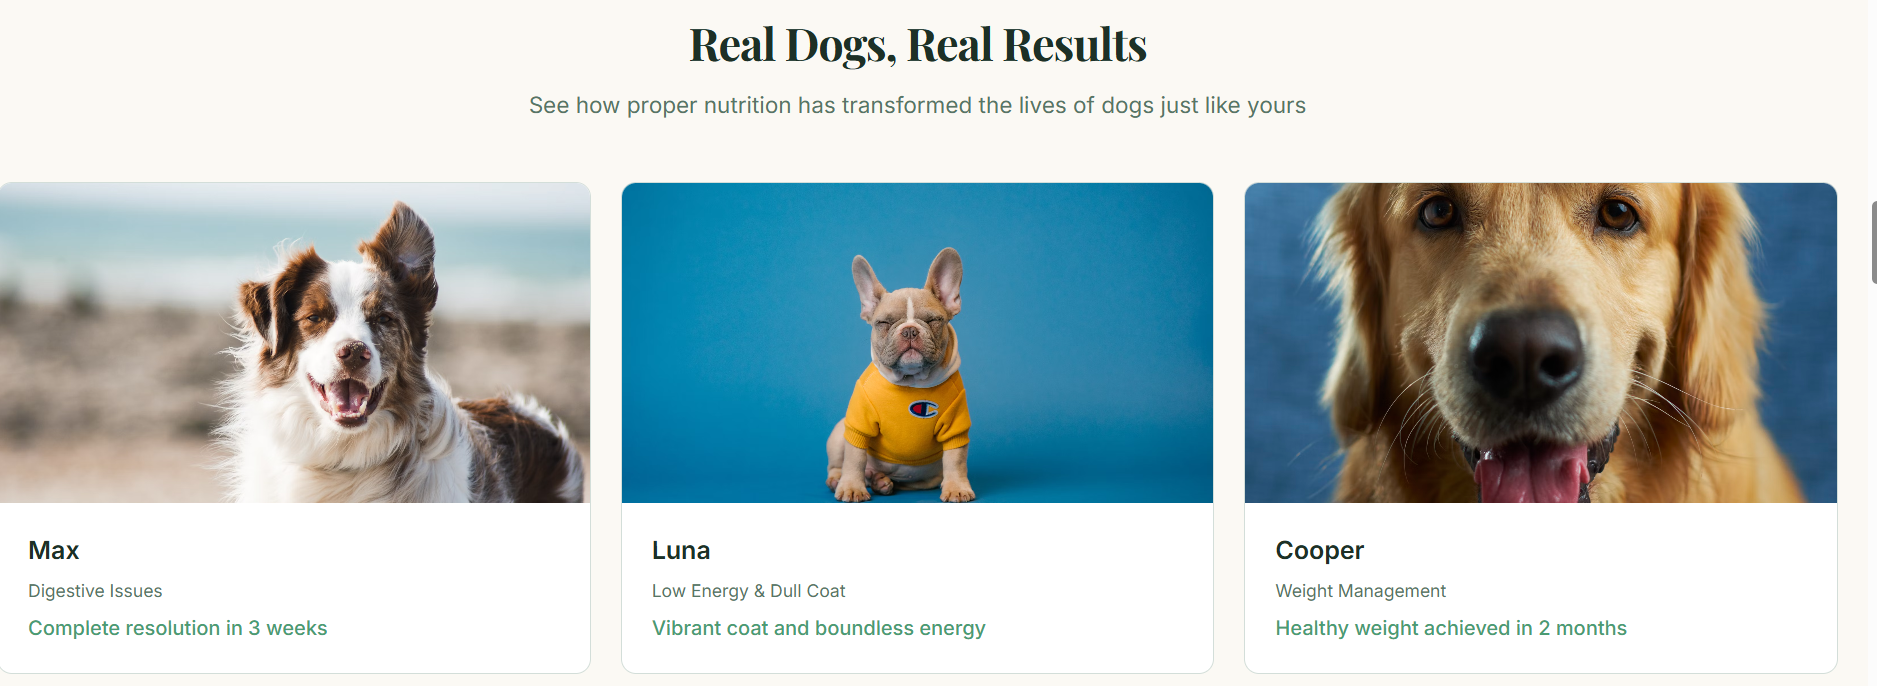 Real Dogs, Real Results
See how proper nutrition has transformed the lives of dogs just like yours
Max
Digestive Issues
Complete resolution in 3 weeks
Luna
Low Energy & Dull Coat
Vibrant coat and boundless energy
Cooper
Weight Management
Healthy weight achieved in 2 months